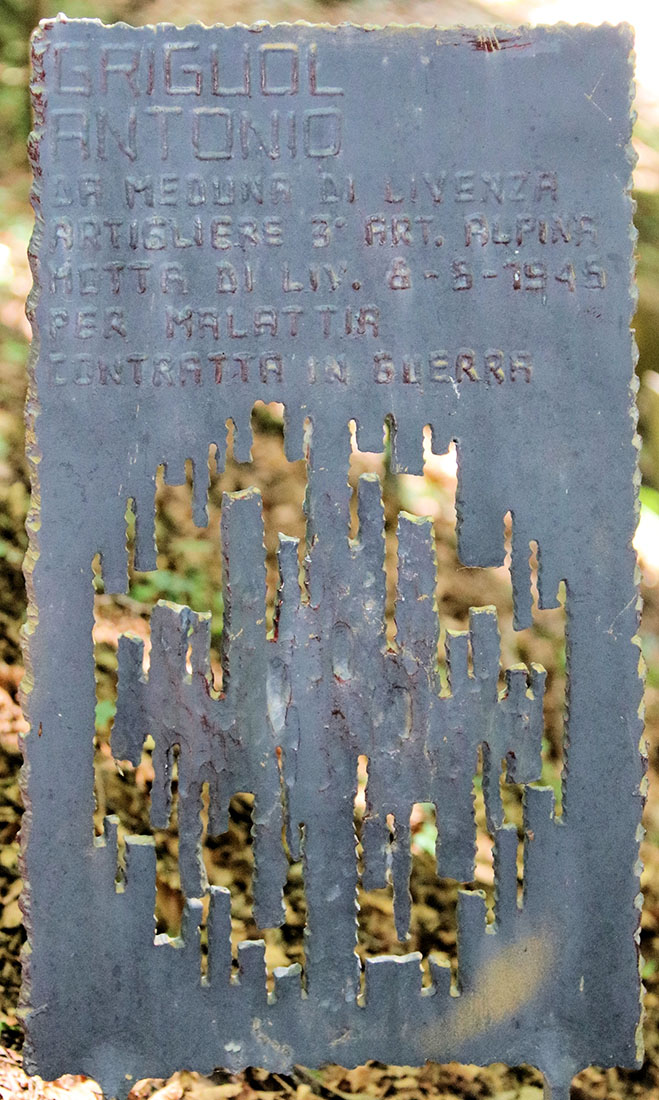 GRIGUOL
ANTONIO
DA MEDUNA DI LIVENZA
ARTIGLIERE 3° ART. ALPINA
MOTTA DI LIV. 8-5-1945
PER MALATTIA
CONTRATTA IN GUERRA